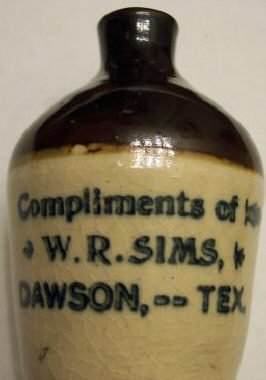 Compliments of
W.R. SIMS,
DAWSON, -- TEX.